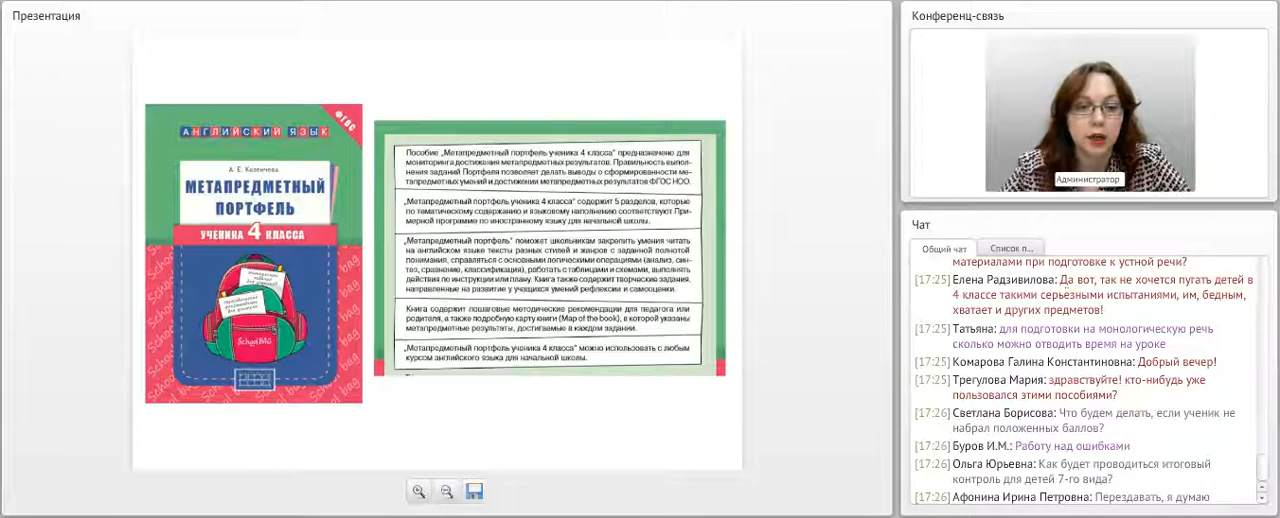 Презентация
АНГЛИЙСКИЙ ЯЗЫК
ФГОС
А. Е. Казеичева
МЕТАПРЕДМЕТНЫЙ
ПОРТФЕЛЬ
УЧЕНИКА 4 КЛАССА
School BAG
School bag
Пособие „Метапредметный портфель ученика 4 класса" предназначено для
мониторинга достижения метапредметных результатов. Правильность выпол-
нения заданий Портфеля позволяет делать выводы о сформированности ме-
тапредметных умений и достижении метапредметных результатов ФГОС НОО.
„Метапредметный портфель ученика 4 класса" содержит 5 разделов, которые
по тематическому содержанию и языковому наполнению соответствуют При-
мерной программе по иностранному языку для начальной школы.
„Метапредметный портфель" поможет школьникам закрепить умения читать
на английском языке тексты разных стилей и жанров с заданной полнотой
понимания, справляться с основными логическими операциями (анализ, син-
тез, сравнение, классификация), работать с таблицами и схемами, выполнять
действия по инструкции или плану. Книга также содержит творческие задания,
направленные на развитие у учащихся умений рефлексии и самооценки.
Книга содержит пошаговые методические рекомендации для педагога или
родителя, а также подробную карту книги (Map of the book), в которой указаны
метапредметные результаты, достигаемые в каждом задании.
„Метапредметный портфель ученика 4 класса" можно использовать с любым
курсом английского языка для начальной школы.
Конференц-связь
Администратор
Чат
Общий чат
Список п...
материалами при подготовке к устной речи?
[17:25] Елена Радзивилова: Да вот, так не хочется пугать детей в
4 классе такими серьёзными испытаниями, им, бедным,
хватает и других предметов!
[17:25] Татьяна: для подготовки на монологическую речь
сколько можно отводить время на уроке
[17:25] Комарова Галина Константиновна: Добрый вечер!
[17:25] Трегулова Мария: здравствуйте! кто-нибудь уже
пользовался этими пособиями?
[17:26] Светлана Борисова: Что будем делать, если ученик не
набрал положенных баллов?
[17:26] Буров И.М.: Работу над ошибками
[17:26] Ольга Юрьевна: Как будет проводиться итоговый
контроль для детей 7-го вида?
[17:26] Афонина Ирина Петровна: Перездавать, я думаю